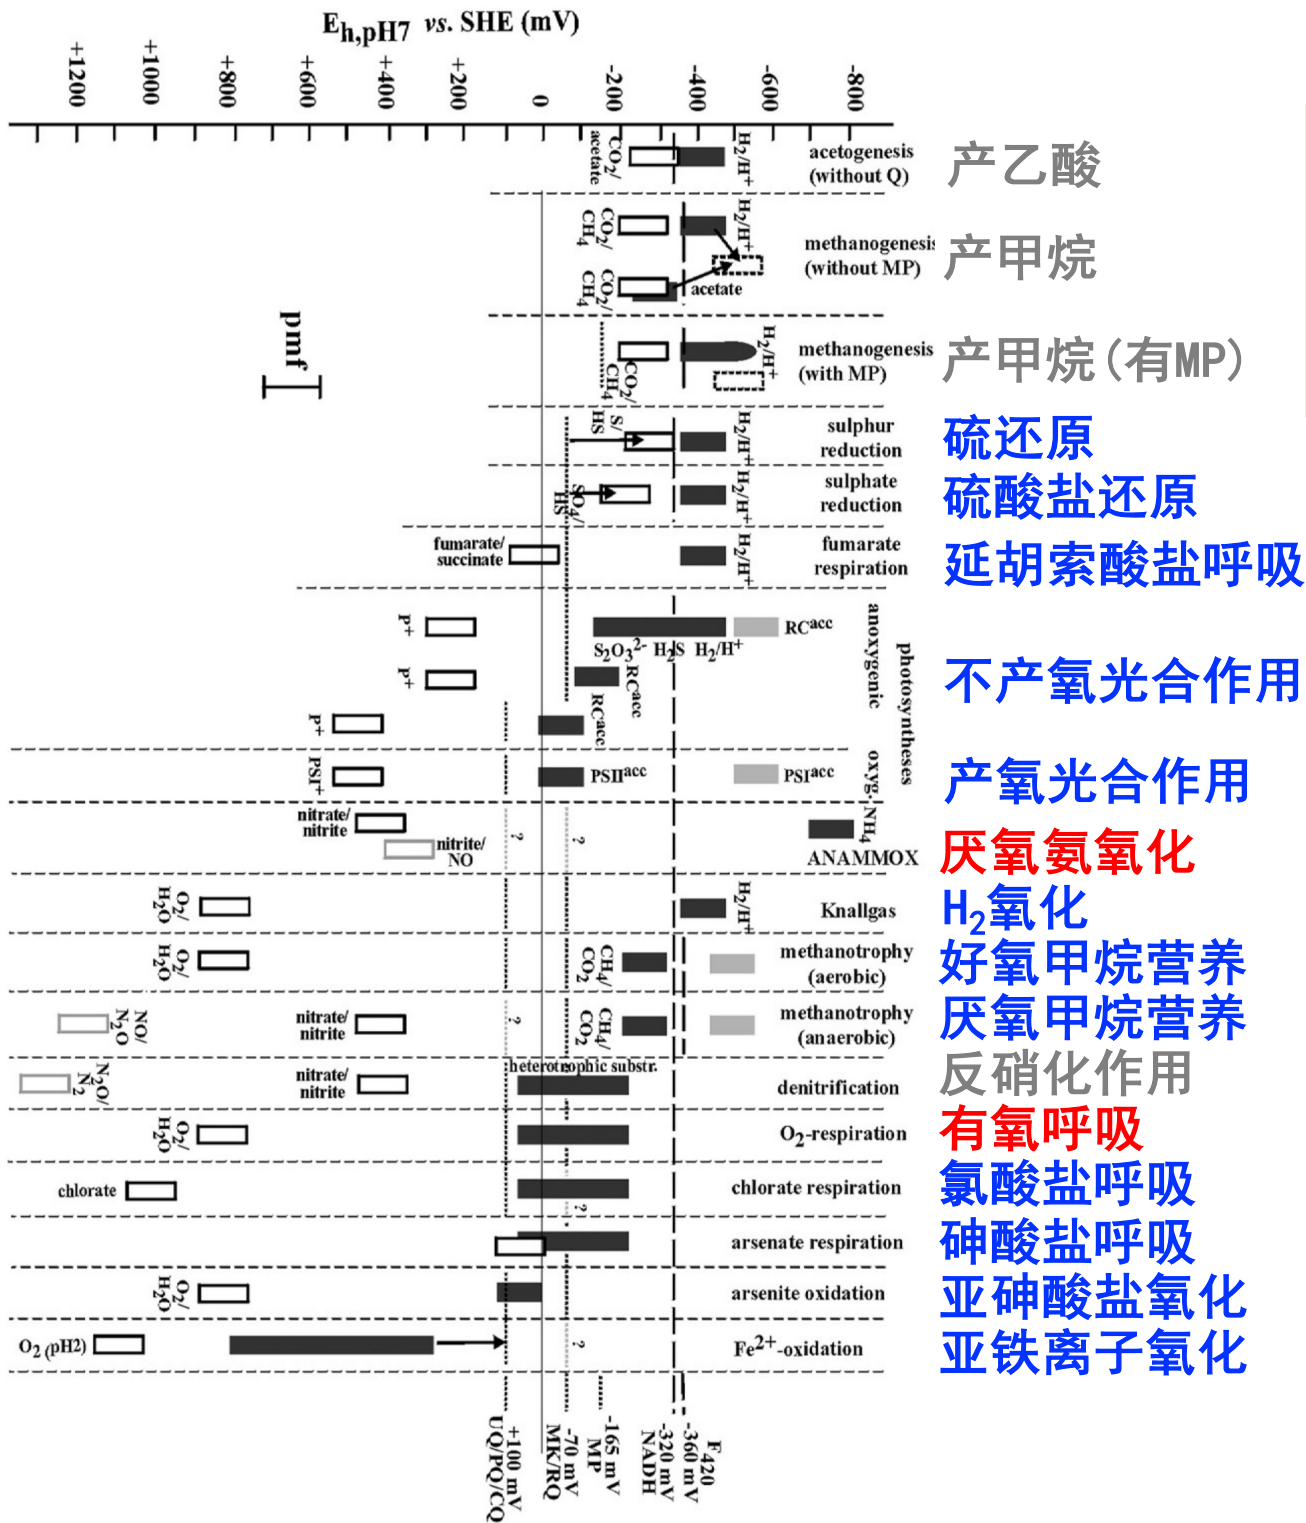 E_h,pH7 vs. SHE (mV)
+1200
+1000
+800
+600
+400
+200
0
-200
-400
-600
-800
CO2/
acetate
H2/H+
acetogenesis
(without Q)
产乙酸
CO2/
CH4
H2/H+
methanogenesis
(without MP)
产甲烷
CO2/
CH4
acetate
pmf
CO2/
CH4
H2/H+
methanogenesis
(with MP)
产甲烷(有MP)
S/
HS
H2/H+
sulphur
reduction
硫还原
SO4/
HS
H2/H+
sulphate
reduction
硫酸盐还原
fumarate/
succinate
H2/H+
fumarate
respiration
延胡索酸盐呼吸
P+
S2O3^2- H2S H2/H+
RCacc
anoxygenic
photosyntheses
P+
RCacc
不产氧光合作用
P+
RCacc
PSI+
PSIIacc
PSIacc
oxyg.
产氧光合作用
nitrate/
nitrite
nitrite/
NO
?
?
NH4
ANAMMOX
厌氧氨氧化
O2/
H2O
H2/H+
Knallgas
H2氧化
O2/
H2O
CH4/
CO2
methanotrophy
(aerobic)
好氧甲烷营养
NO/
N2O
nitrate/
nitrite
?
CH4/
CO2
methanotrophy
(anaerobic)
厌氧甲烷营养
N2O/
N2
nitrate/
nitrite
heterotrophic substr.
denitrification
反硝化作用
O2/
H2O
O2-respiration
有氧呼吸
chlorate
?
chlorate respiration
氯酸盐呼吸
arsenate respiration
砷酸盐呼吸
O2/
H2O
arsenite oxidation
亚砷酸盐氧化
O2 (pH2)
?
Fe2+-oxidation
亚铁离子氧化
+100 mV
UQ/PQ/CQ
-70 mV
MK/RQ
-165 mV
MP
-320 mV
NADH
F420
-360 mV